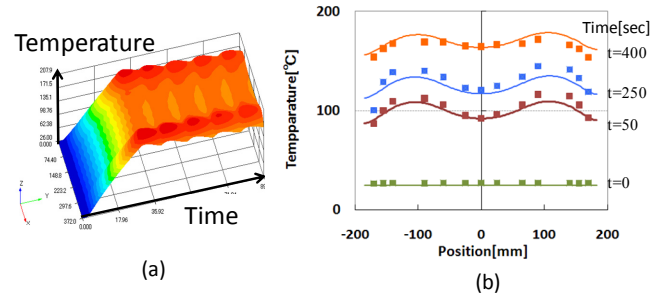 Temperature
207.9
171.5
135.1
98.76
62.38
26.00
0.000
74.40
148.8
223.2
297.6
372.0
0.000
17.96
35.92
Time
Z
Y
X
(a)
Time[sec]
t=400
t=250
t=50
t=0
Tempparature[℃]
200
100
0
-200
-100
0
100
200
Position[mm]
(b)